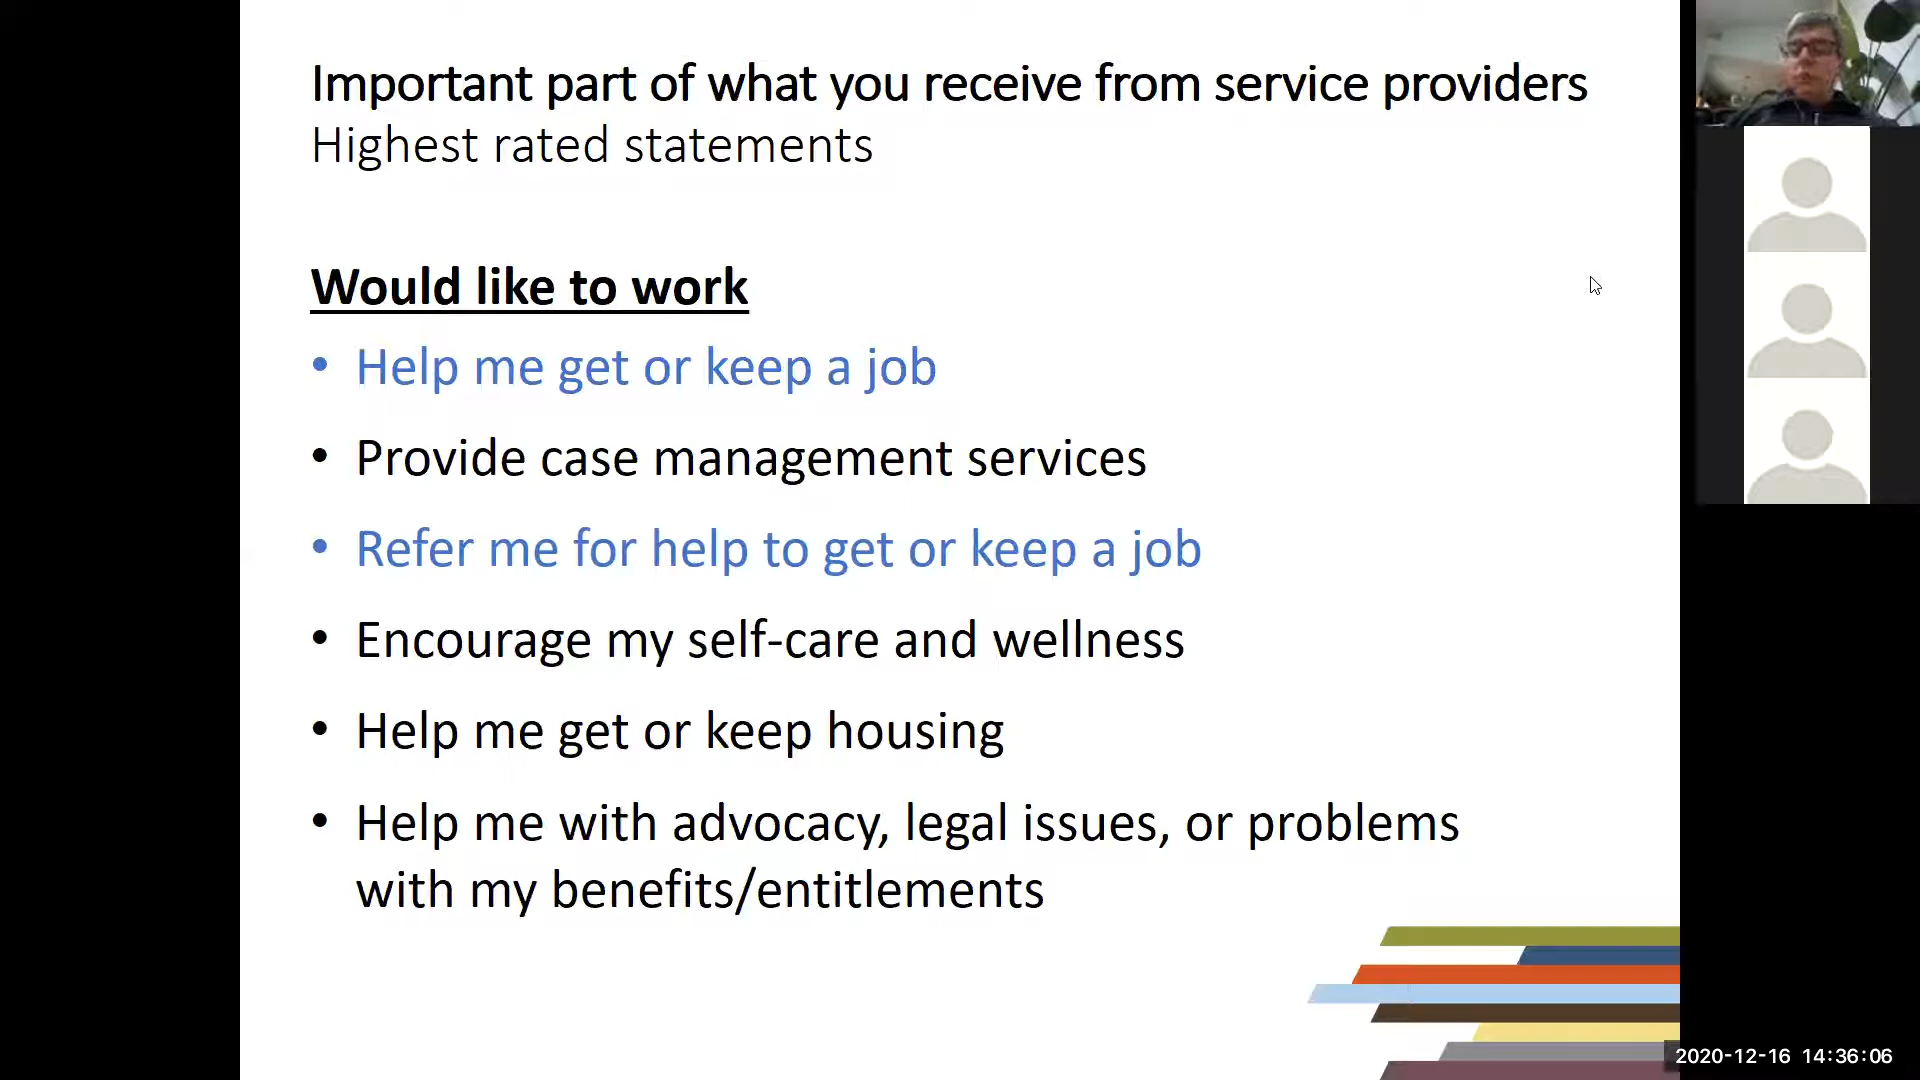 Important part of what you receive from service providers
Highest rated statements
Would like to work
• Help me get or keep a job
• Provide case management services
• Refer me for help to get or keep a job
• Encourage my self-care and wellness
• Help me get or keep housing
• Help me with advocacy, legal issues, or problems
with my benefits/entitlements
2020-12-16 14:36:06